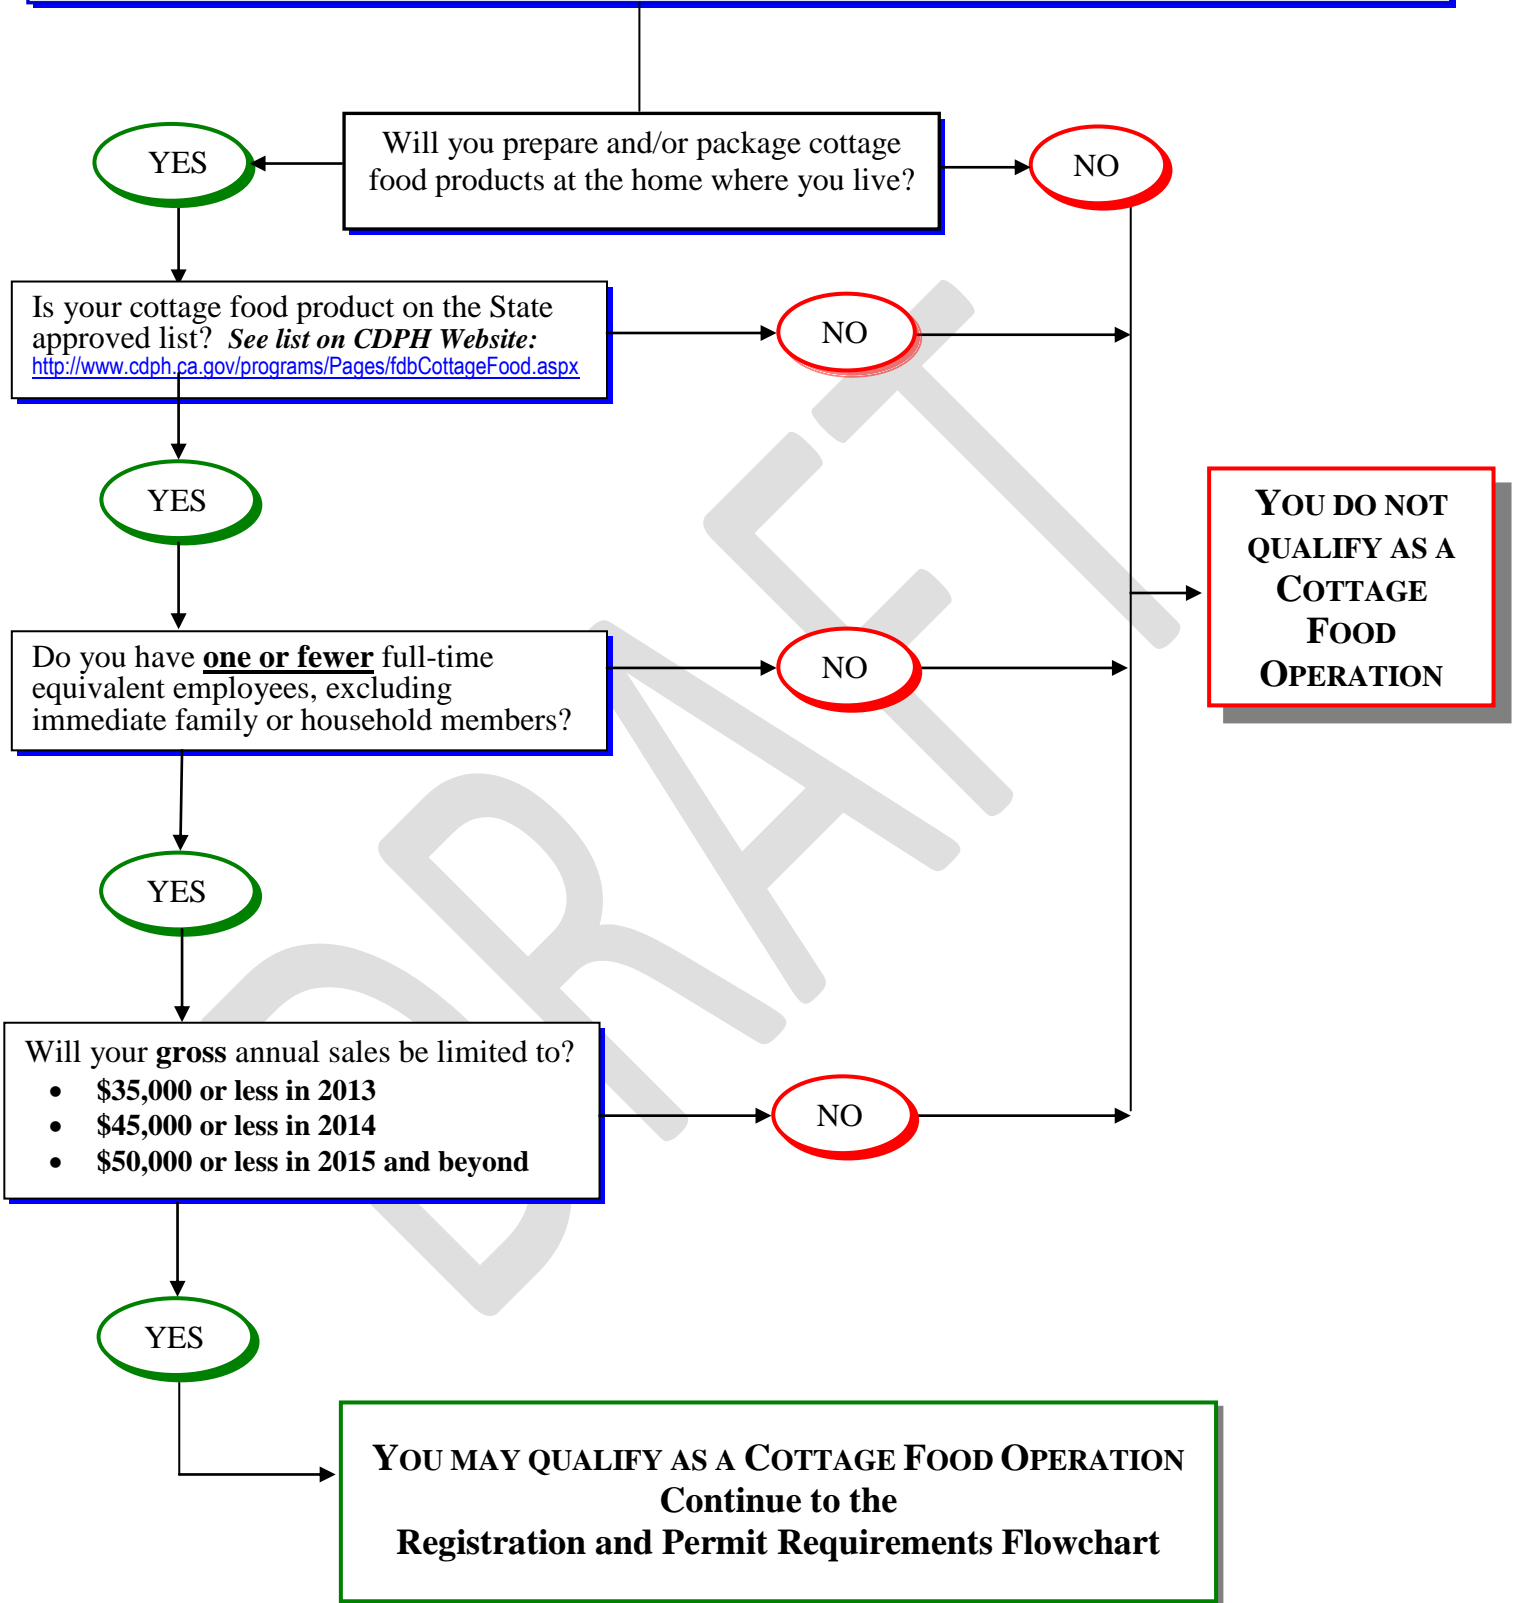 Will you prepare and/or package cottage
food products at the home where you live?
YES
NO
Is your cottage food product on the State
approved list? See list on CDPH Website:
http://www.cdph.ca.gov/programs/Pages/fdbCottageFood.aspx
NO
YES
YOU DO NOT
QUALIFY AS A
COTTAGE
FOOD
OPERATION
Do you have one or fewer full-time
equivalent employees, excluding
immediate family or household members?
NO
YES
Will your gross annual sales be limited to?
• $35,000 or less in 2013
• $45,000 or less in 2014
• $50,000 or less in 2015 and beyond
NO
YES
YOU MAY QUALIFY AS A COTTAGE FOOD OPERATION
Continue to the
Registration and Permit Requirements Flowchart
DRAFT